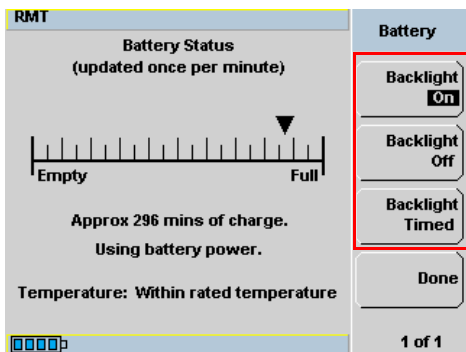 RMT
Battery Status
(updated once per minute)
Empty
Full
Approx 296 mins of charge.
Using battery power.
Temperature: Within rated temperature
Battery
Backlight
On
Backlight
Off
Backlight
Timed
Done
1 of 1